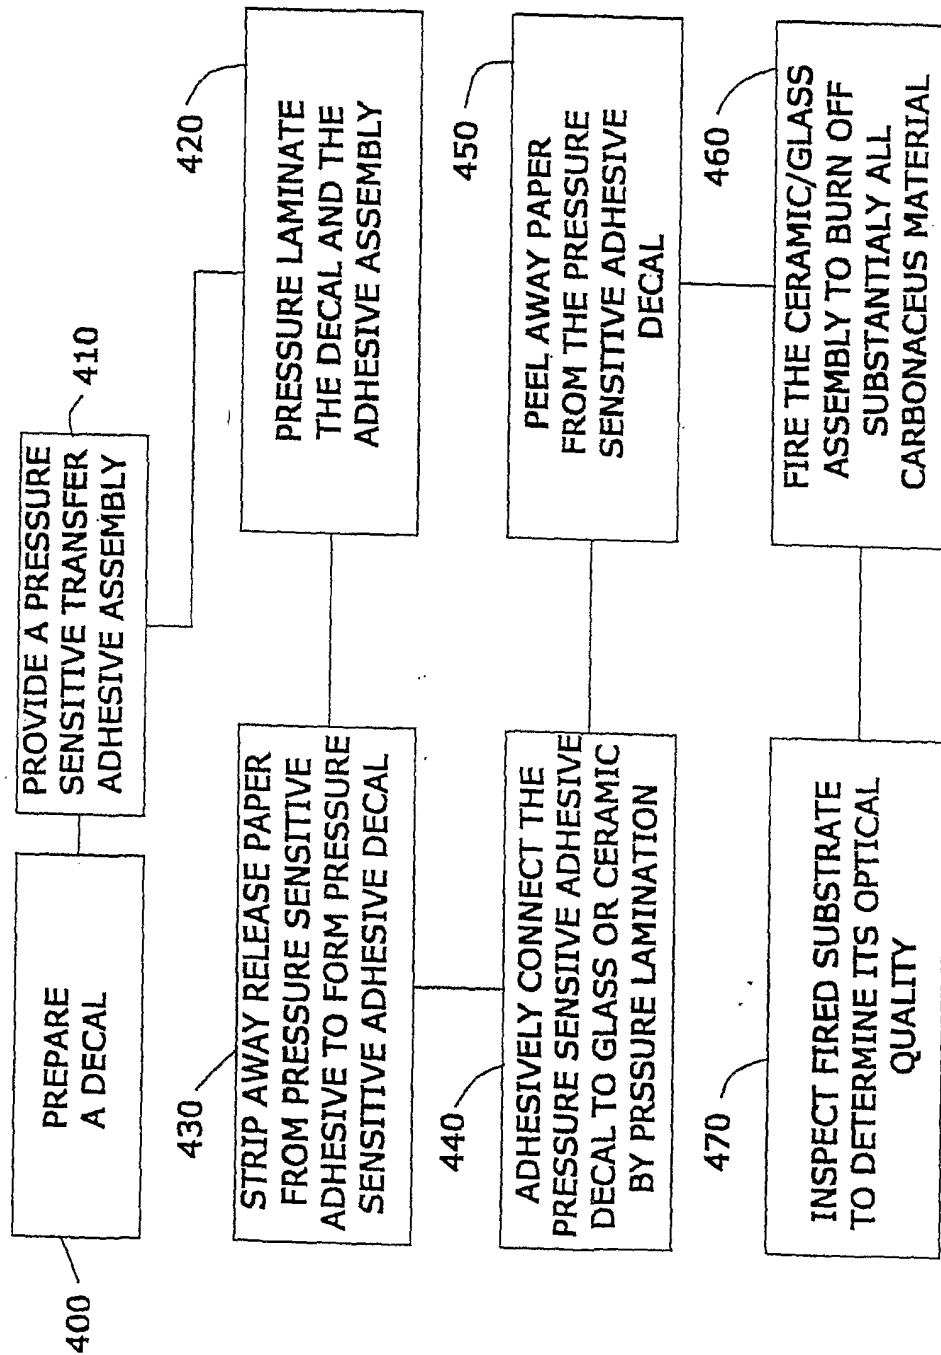 400
PREPARE
A DECAL
410
PROVIDE A PRESSURE
SENSITIVE TRANSFER
ADHESIVE ASSEMBLY
420
PRESSURE LAMINATE
THE DECAL AND THE
ADHESIVE ASSEMBLY
430
STRIP AWAY RELEASE PAPER
FROM PRESSURE SENSITIVE
ADHESIVE TO FORM PRESSURE
SENSITIVE ADHESIVE DECAL
440
ADHESIVELY CONNECT THE
PRESSURE SENSITIVE ADHESIVE
DECAL TO GLASS OR CERAMIC
BY PRSSURE LAMINATION
450
PEEL AWAY PAPER
FROM THE PRESSURE
SENSITIVE ADHESIVE
DECAL
460
FIRE THE CERAMIC/GLASS
ASSEMBLY TO BURN OFF
SUBSTANTIALY ALL
CARBONACEUS MATERIAL
470
INSPECT FIRED SUBSTRATE
TO DETERMINE ITS OPTICAL
QUALITY